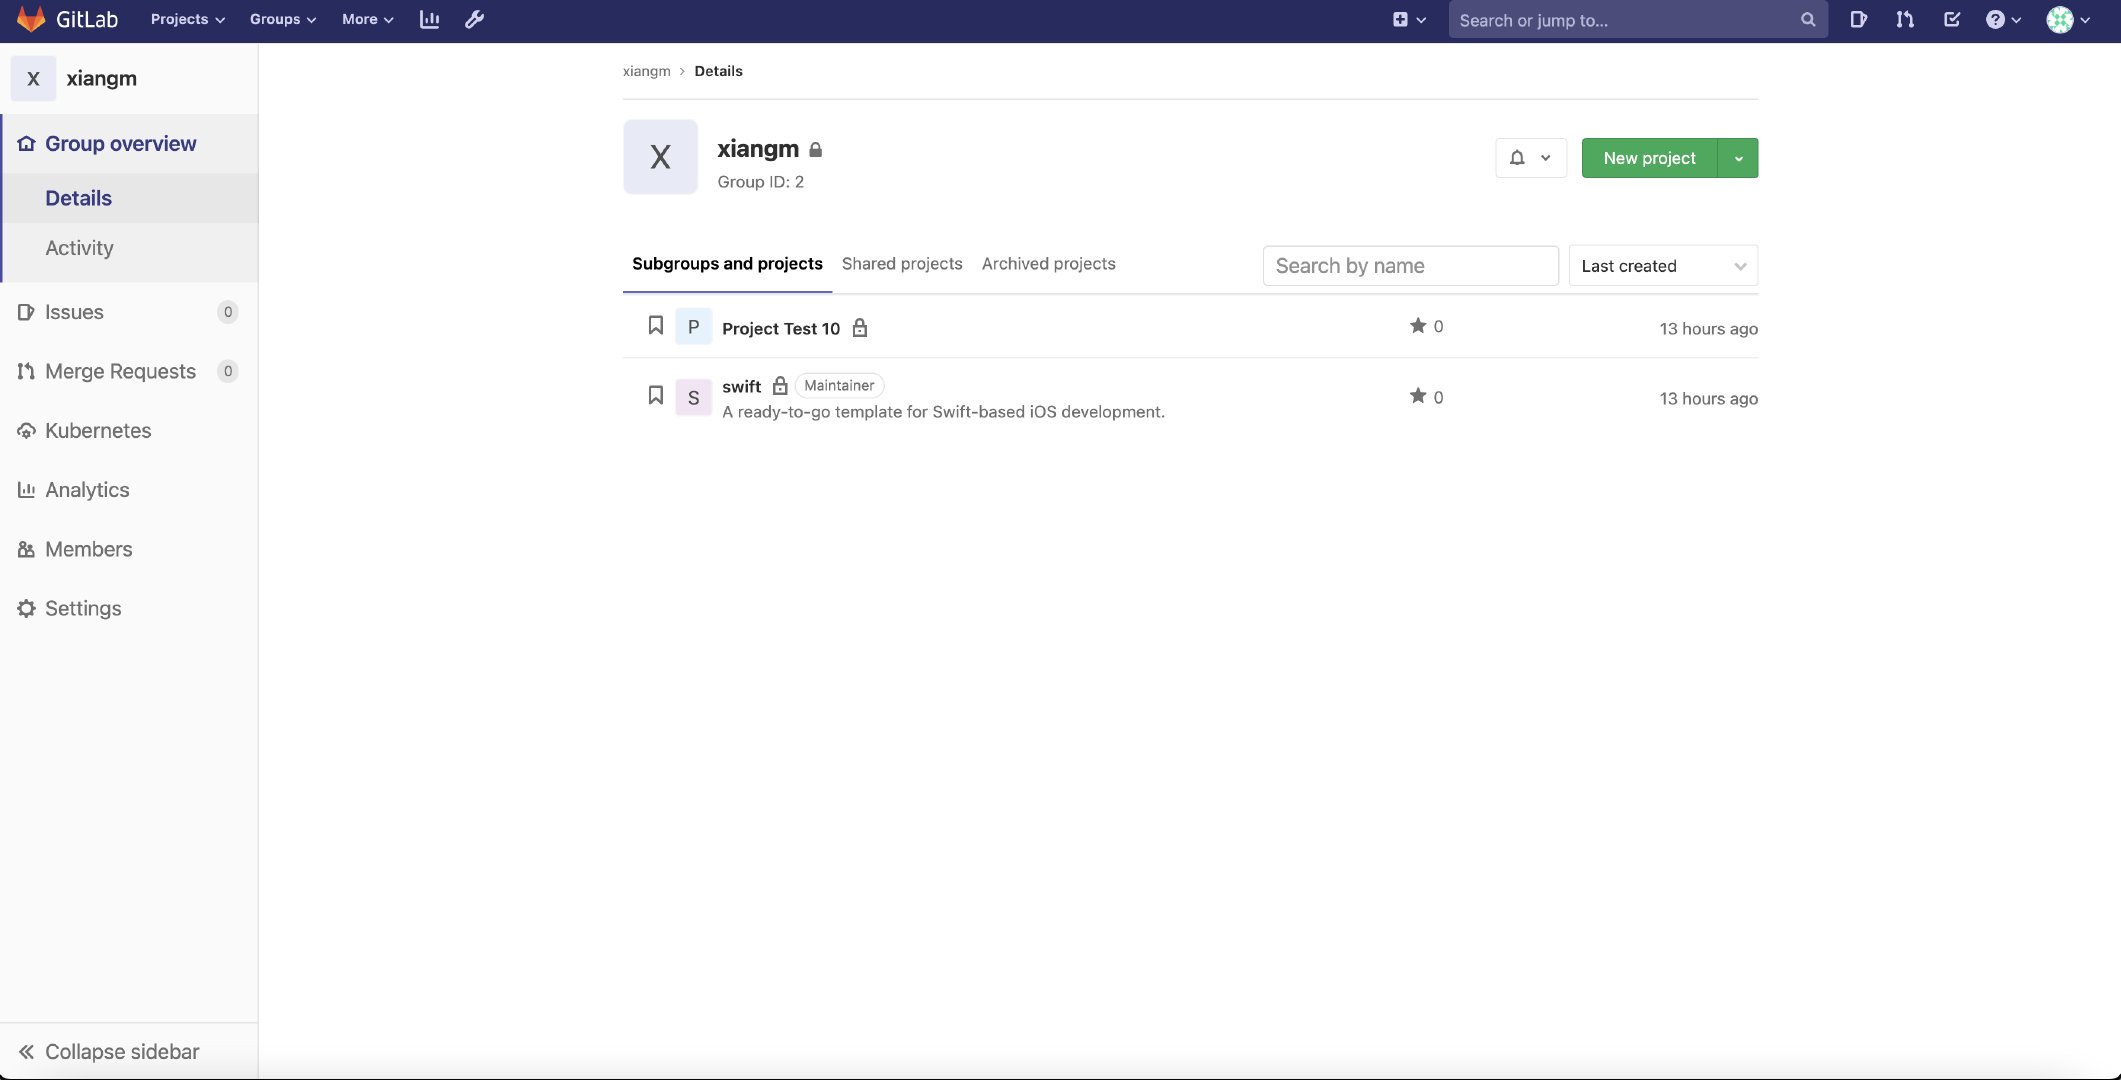 GitLab Projects Groups More Search or jump to...
X xiangm
Group overview
Details
Activity
Issues 0
Merge Requests 0
Kubernetes
Analytics
Members
Settings
Collapse sidebar
xiangm › Details
X xiangm
Group ID: 2
New project
Subgroups and projects Shared projects Archived projects Search by name Last created
P Project Test 10 0 13 hours ago
S swift Maintainer 0 13 hours ago
A ready-to-go template for Swift-based iOS development.